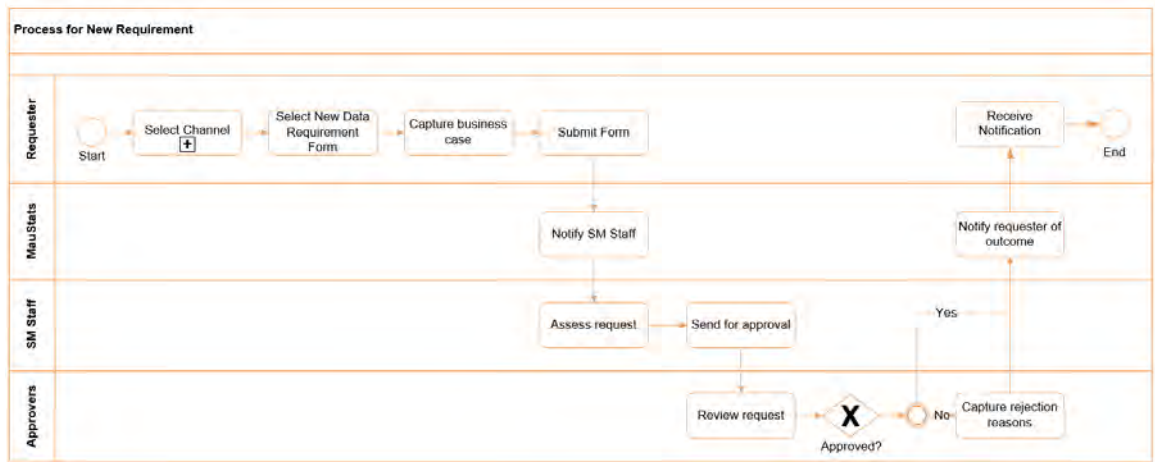 Process for New Requirement
Requester
Start
Select Channel
Select New Data
Requirement
Form
Capture business
case
Submit Form
Receive
Notification
End
MauStats
Notify SM Staff
Notify requester of
outcome
SM Staff
Assess request
Send for approval
Yes
Approvers
Review request
X
Approved?
No
Capture rejection
reasons